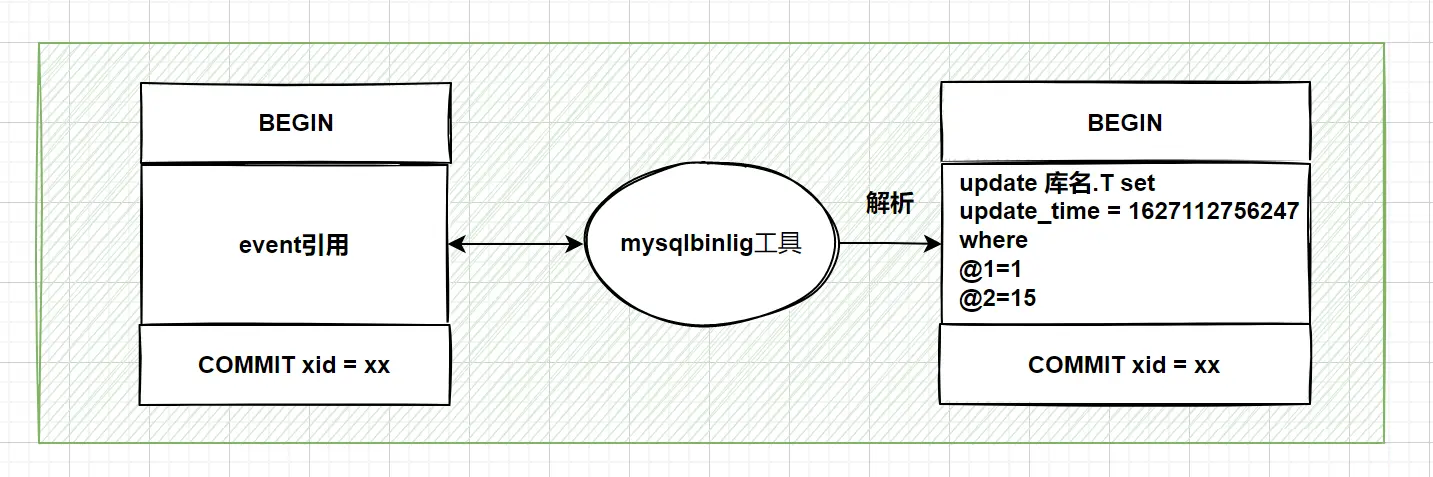 BEGIN
event引用
COMMIT xid = xx
mysqlbinlig工具
解析
BEGIN
update 库名.T set
update_time = 1627112756247
where
@1=1
@2=15
COMMIT xid = xx